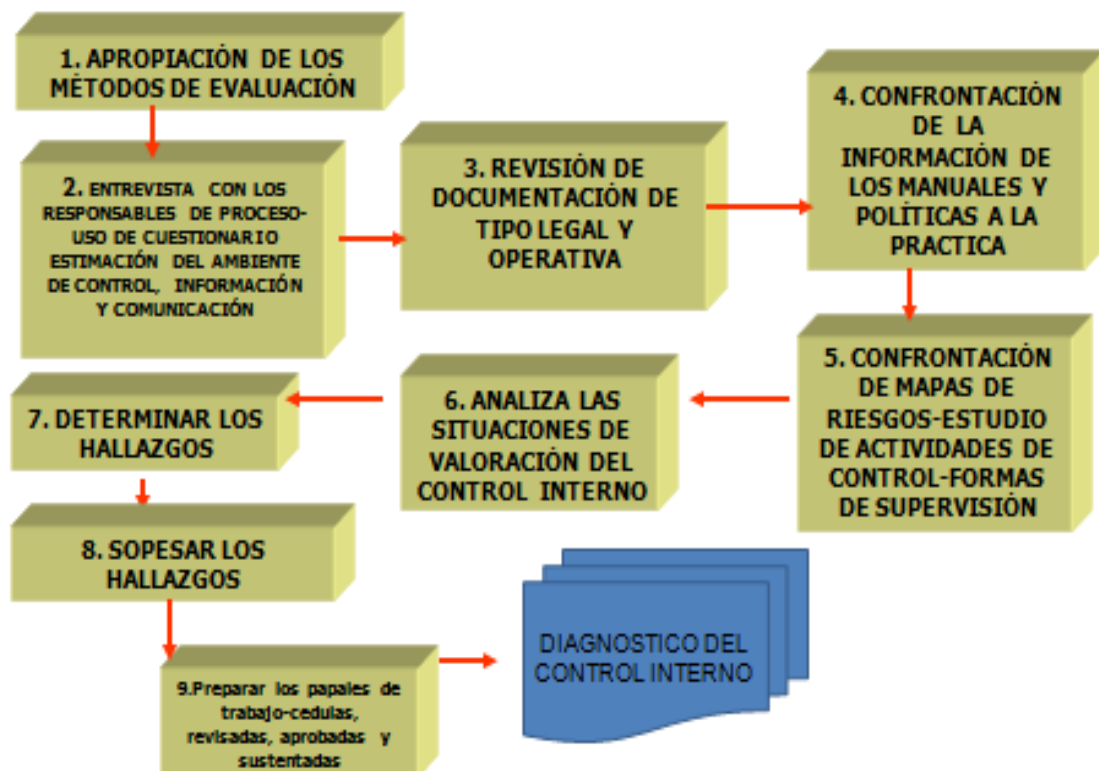 1. APROPIACIÓN DE LOS
MÉTODOS DE EVALUACIÓN
2. ENTREVISTA CON LOS
RESPONSABLES DE PROCESO-
USO DE CUESTIONARIO
ESTIMACIÓN DEL AMBIENTE
DE CONTROL, INFORMACIÓN
Y COMUNICACIÓN
3. REVISIÓN DE
DOCUMENTACIÓN DE
TIPO LEGAL Y
OPERATIVA
4. CONFRONTACIÓN
DE LA
INFORMACIÓN DE
LOS MANUALES Y
POLÍTICAS A LA
PRACTICA
5. CONFRONTACIÓN
DE MAPAS DE
RIESGOS-ESTUDIO
DE ACTIVIDADES DE
CONTROL-FORMAS
DE SUPERVISIÓN
6. ANALIZA LAS
SITUACIONES DE
VALORACIÓN DEL
CONTROL INTERNO
7. DETERMINAR LOS
HALLAZGOS
8. SOPESAR LOS
HALLAZGOS
9.Preparar los papales de
trabajo-cedulas,
revisadas, aprobadas y
sustentadas
DIAGNOSTICO DEL
CONTROL INTERNO